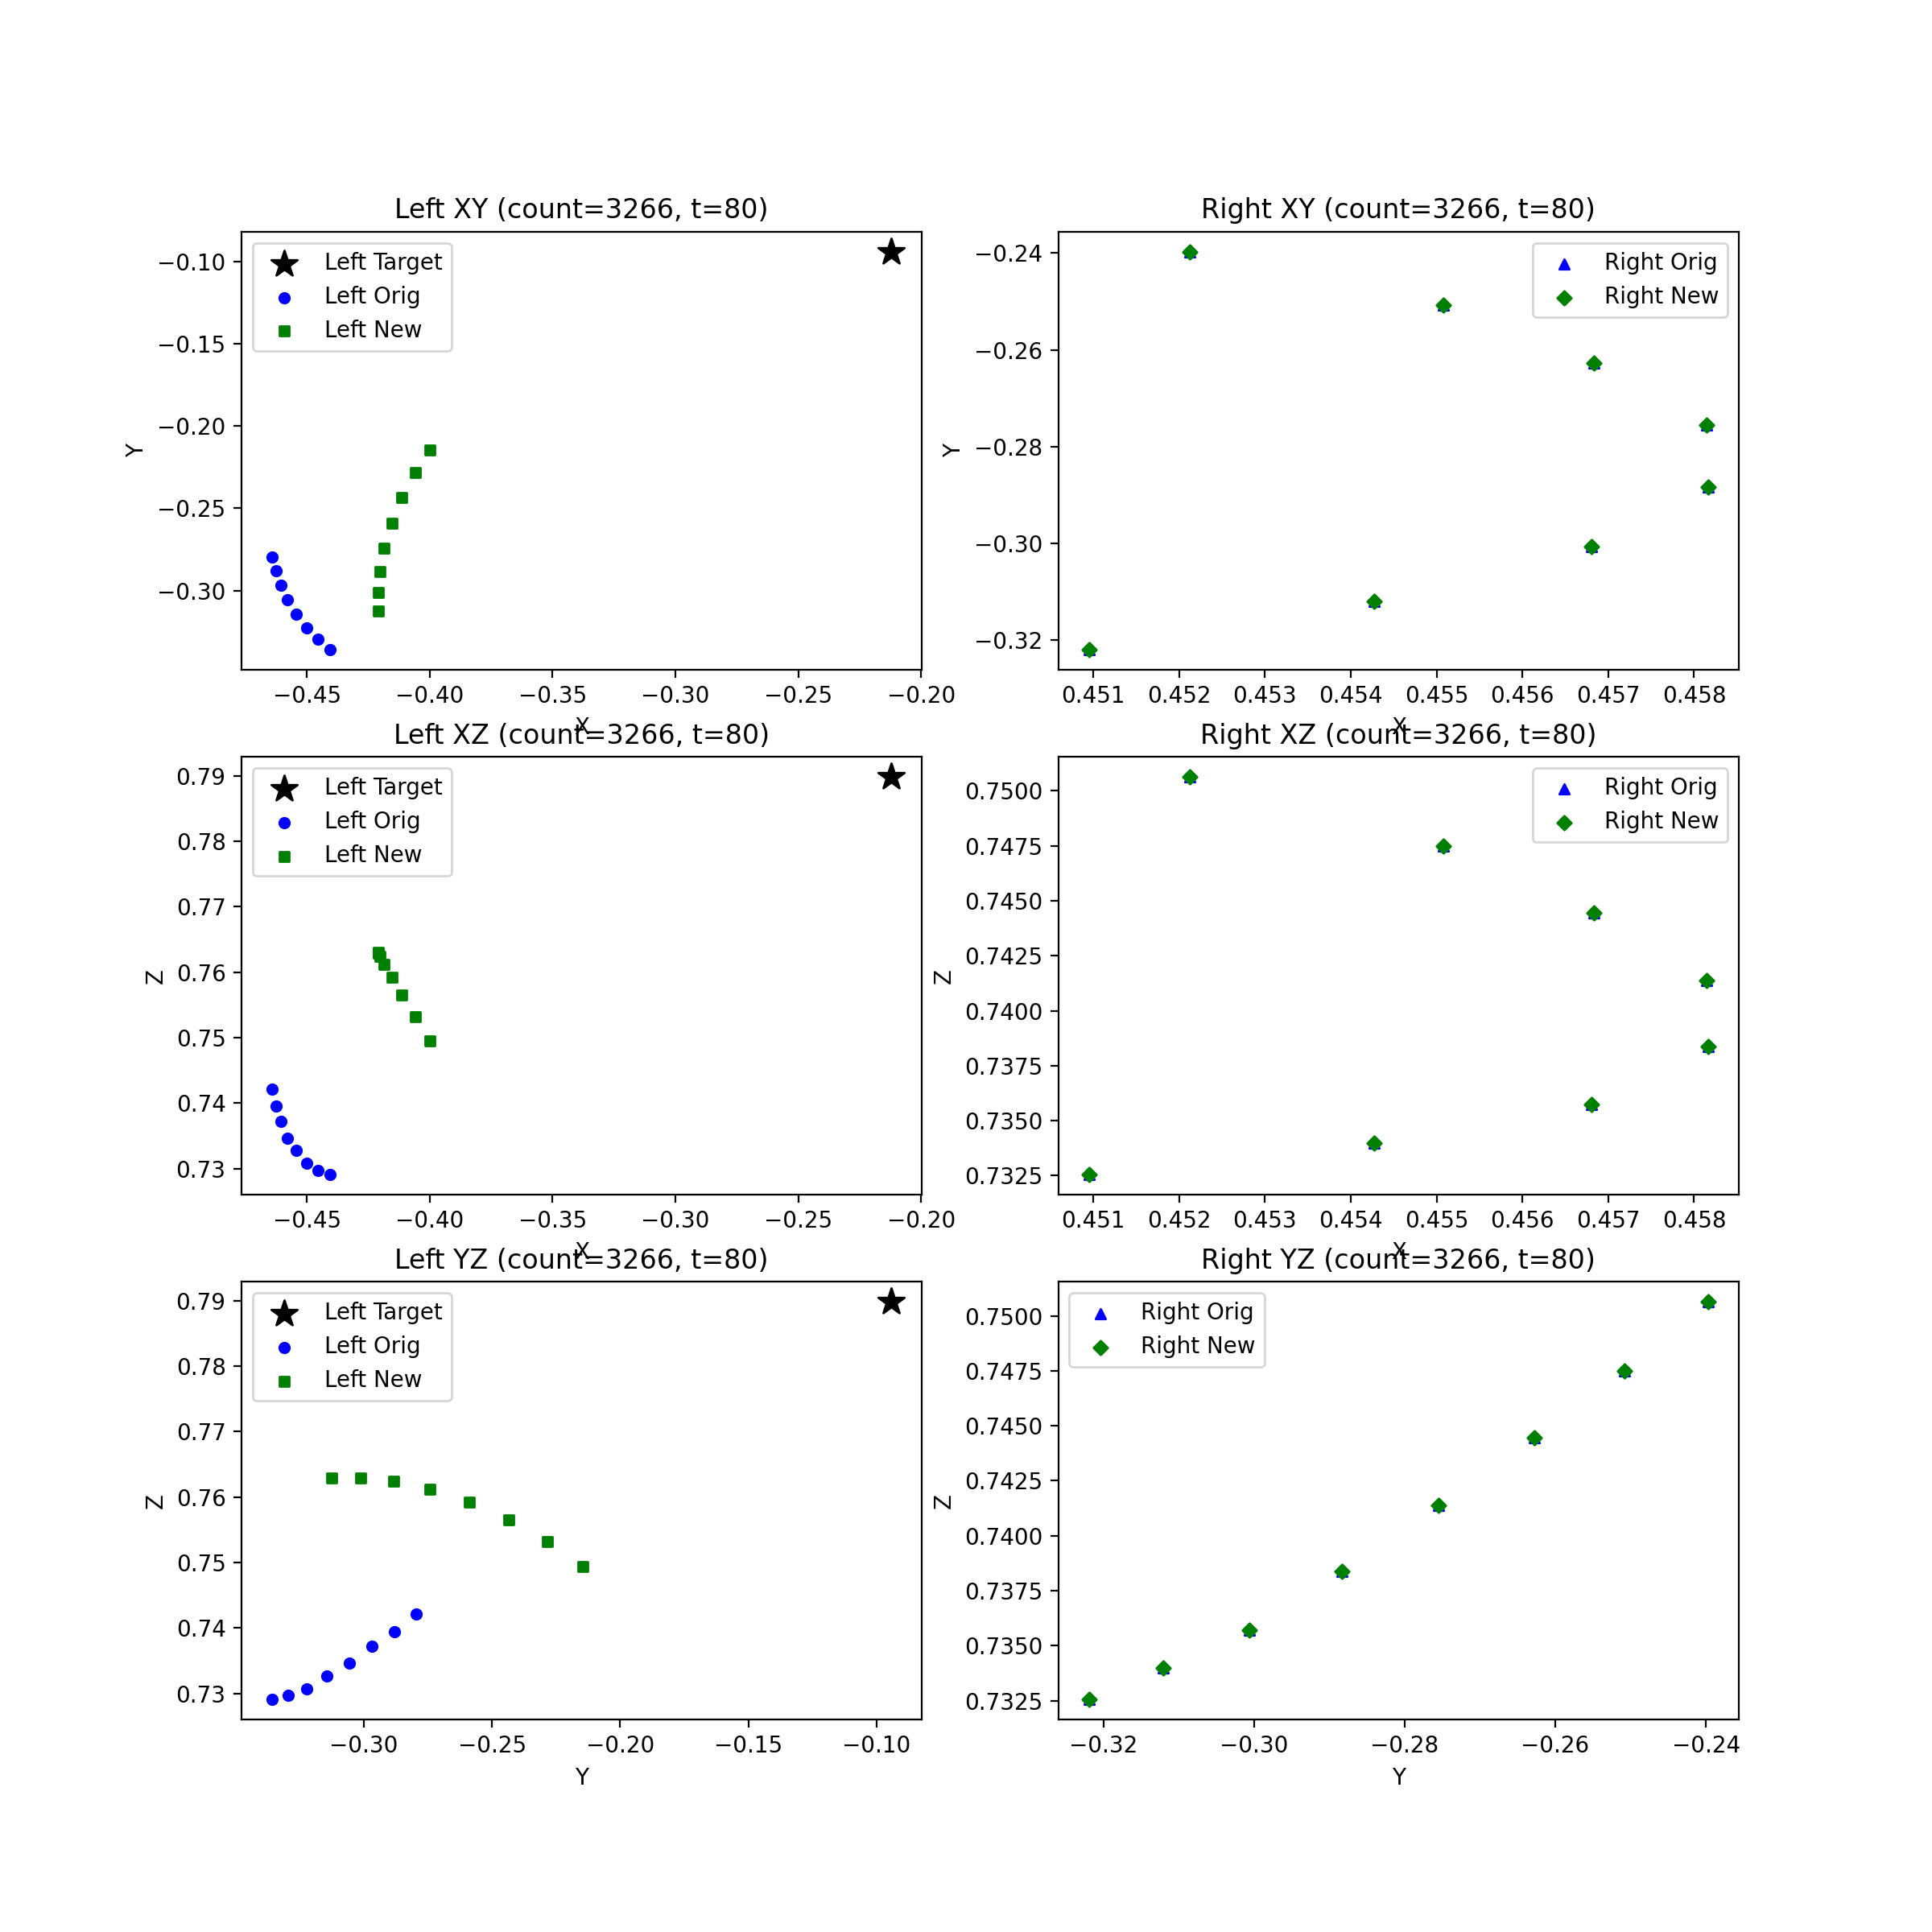 Left XY (count=3266, t=80)
Left Target
Left Orig
Left New
−0.10
−0.15
−0.20
−0.25
−0.30
Y
−0.45 −0.40 −0.35 −0.30 −0.25 −0.20
X
Right XY (count=3266, t=80)
Right Orig
Right New
−0.24
−0.26
−0.28
−0.30
−0.32
Y
0.451 0.452 0.453 0.454 0.455 0.456 0.457 0.458
X
Left XZ (count=3266, t=80)
Left Target
Left Orig
Left New
0.79
0.78
0.77
0.76
0.75
0.74
0.73
Z
−0.45 −0.40 −0.35 −0.30 −0.25 −0.20
X
Right XZ (count=3266, t=80)
Right Orig
Right New
0.7500
0.7475
0.7450
0.7425
0.7400
0.7375
0.7350
0.7325
Z
0.451 0.452 0.453 0.454 0.455 0.456 0.457 0.458
X
Left YZ (count=3266, t=80)
Left Target
Left Orig
Left New
0.79
0.78
0.77
0.76
0.75
0.74
0.73
Z
−0.30 −0.25 −0.20 −0.15 −0.10
Y
Right YZ (count=3266, t=80)
Right Orig
Right New
0.7500
0.7475
0.7450
0.7425
0.7400
0.7375
0.7350
0.7325
Z
−0.32 −0.30 −0.28 −0.26 −0.24
Y